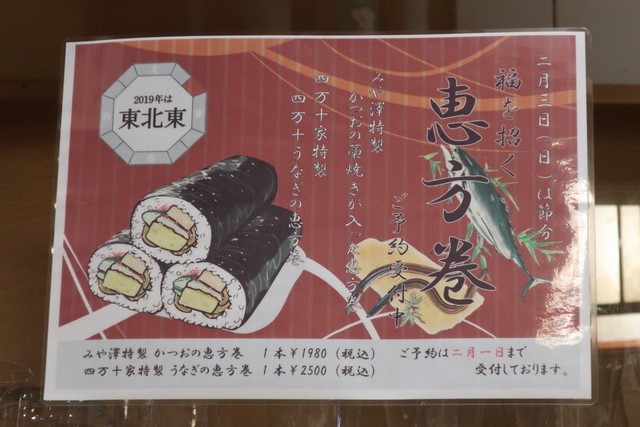 二月三日(日)は節分
福を招く
恵方巻
ご予約受付中
みや澤特製
かつおの藁焼きが入った恵方巻
四万十家特製
四万十うなぎの恵方巻
2019年は
東北東
みや澤特製 かつおの恵方巻 1本¥1980(税込)
四万十家特製 うなぎの恵方巻 1本¥2500(税込)
ご予約は二月一日まで
受付しております。